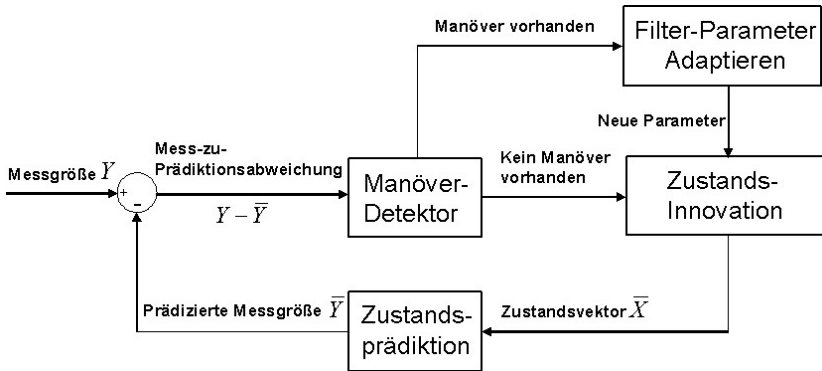 Manöver vorhanden
Filter-Parameter
Adaptieren
Neue Parameter
Mess-zu-
Prädiktionsabweichung
Messgröße Y
+
-
Y − Y̅
Manöver-
Detektor
Kein Manöver
vorhanden
Zustands-
Innovation
Prädizierte Messgröße Y̅
Zustands-
prädiktion
Zustandsvektor X̅